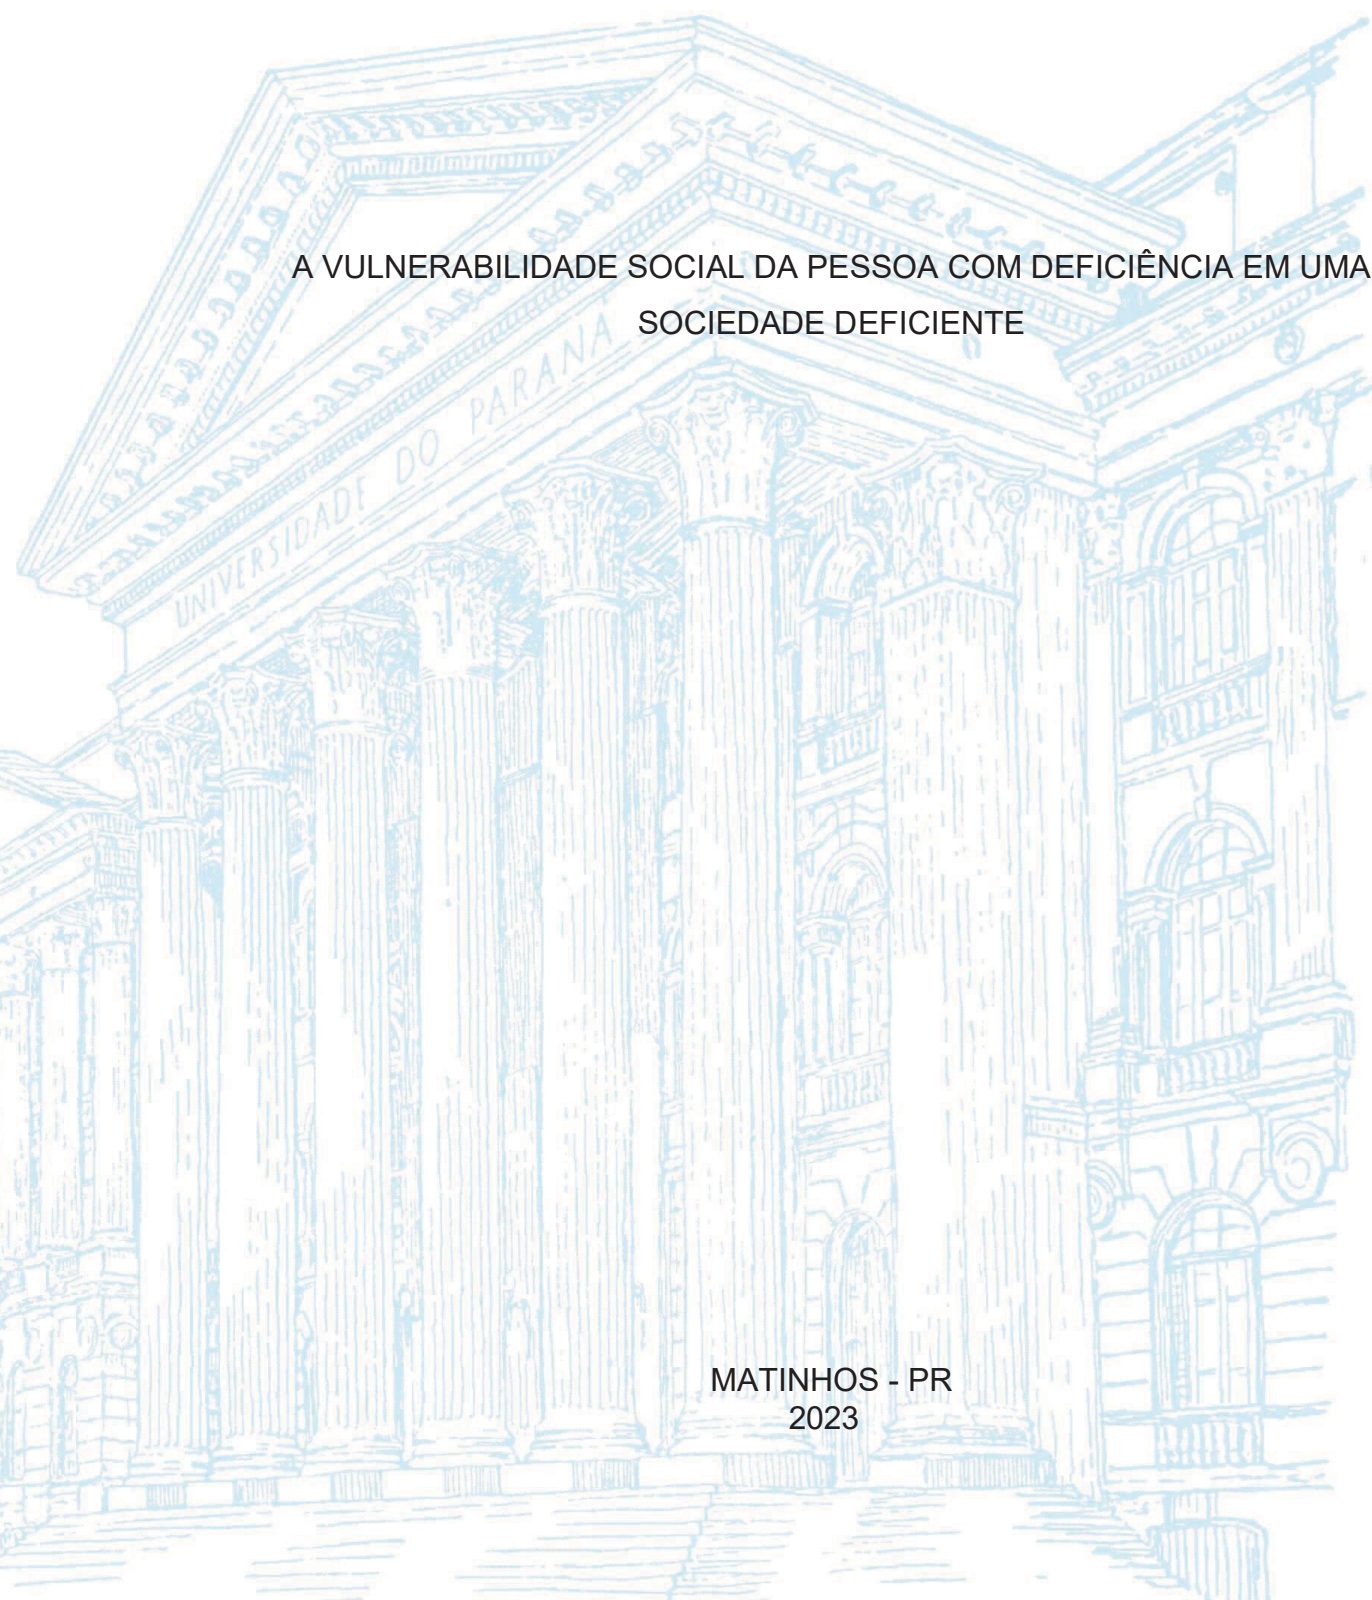 A VULNERABILIDADE SOCIAL DA PESSOA COM DEFICIÊNCIA EM UMA
SOCIEDADE DEFICIENTE
UNIVERSIDADE DO PARANÁ
MATINHOS - PR
2023